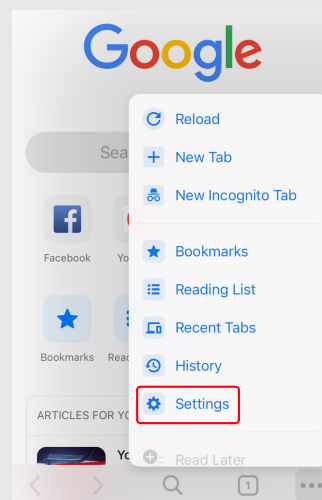 Google
Reload
Sea
New Tab
New Incognito Tab
Facebook
Yo
Bookmarks
Reading List
Recent Tabs
Bookmarks
Reac
History
Settings
ARTICLES FOR YO
Yo
Read Later
1